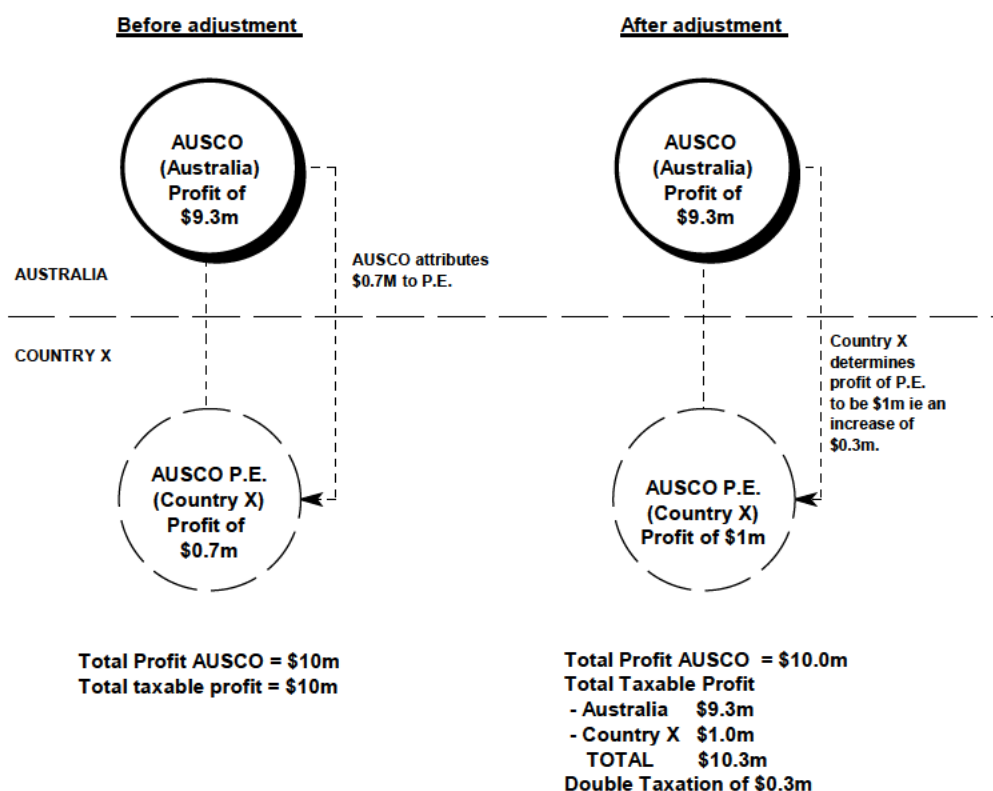 Before adjustment
AUSCO
(Australia)
Profit of
$9.3m
AUSCO attributes
$0.7M to P.E.
AUSTRALIA
COUNTRY X
AUSCO P.E.
(Country X)
Profit of
$0.7m
Total Profit AUSCO = $10m
Total taxable profit = $10m
After adjustment
AUSCO
(Australia)
Profit of
$9.3m
Country X
determines
profit of P.E.
to be $1m ie an
increase of
$0.3m.
AUSCO P.E.
(Country X)
Profit of $1m
Total Profit AUSCO = $10.0m
Total Taxable Profit
- Australia $9.3m
- Country X $1.0m
TOTAL $10.3m
Double Taxation of $0.3m